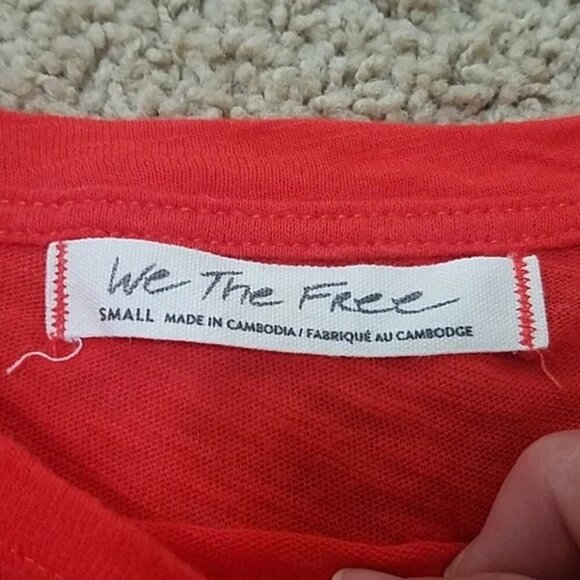 We The Free
SMALL MADE IN CAMBODIA / FABRIQUÉ AU CAMBODGE